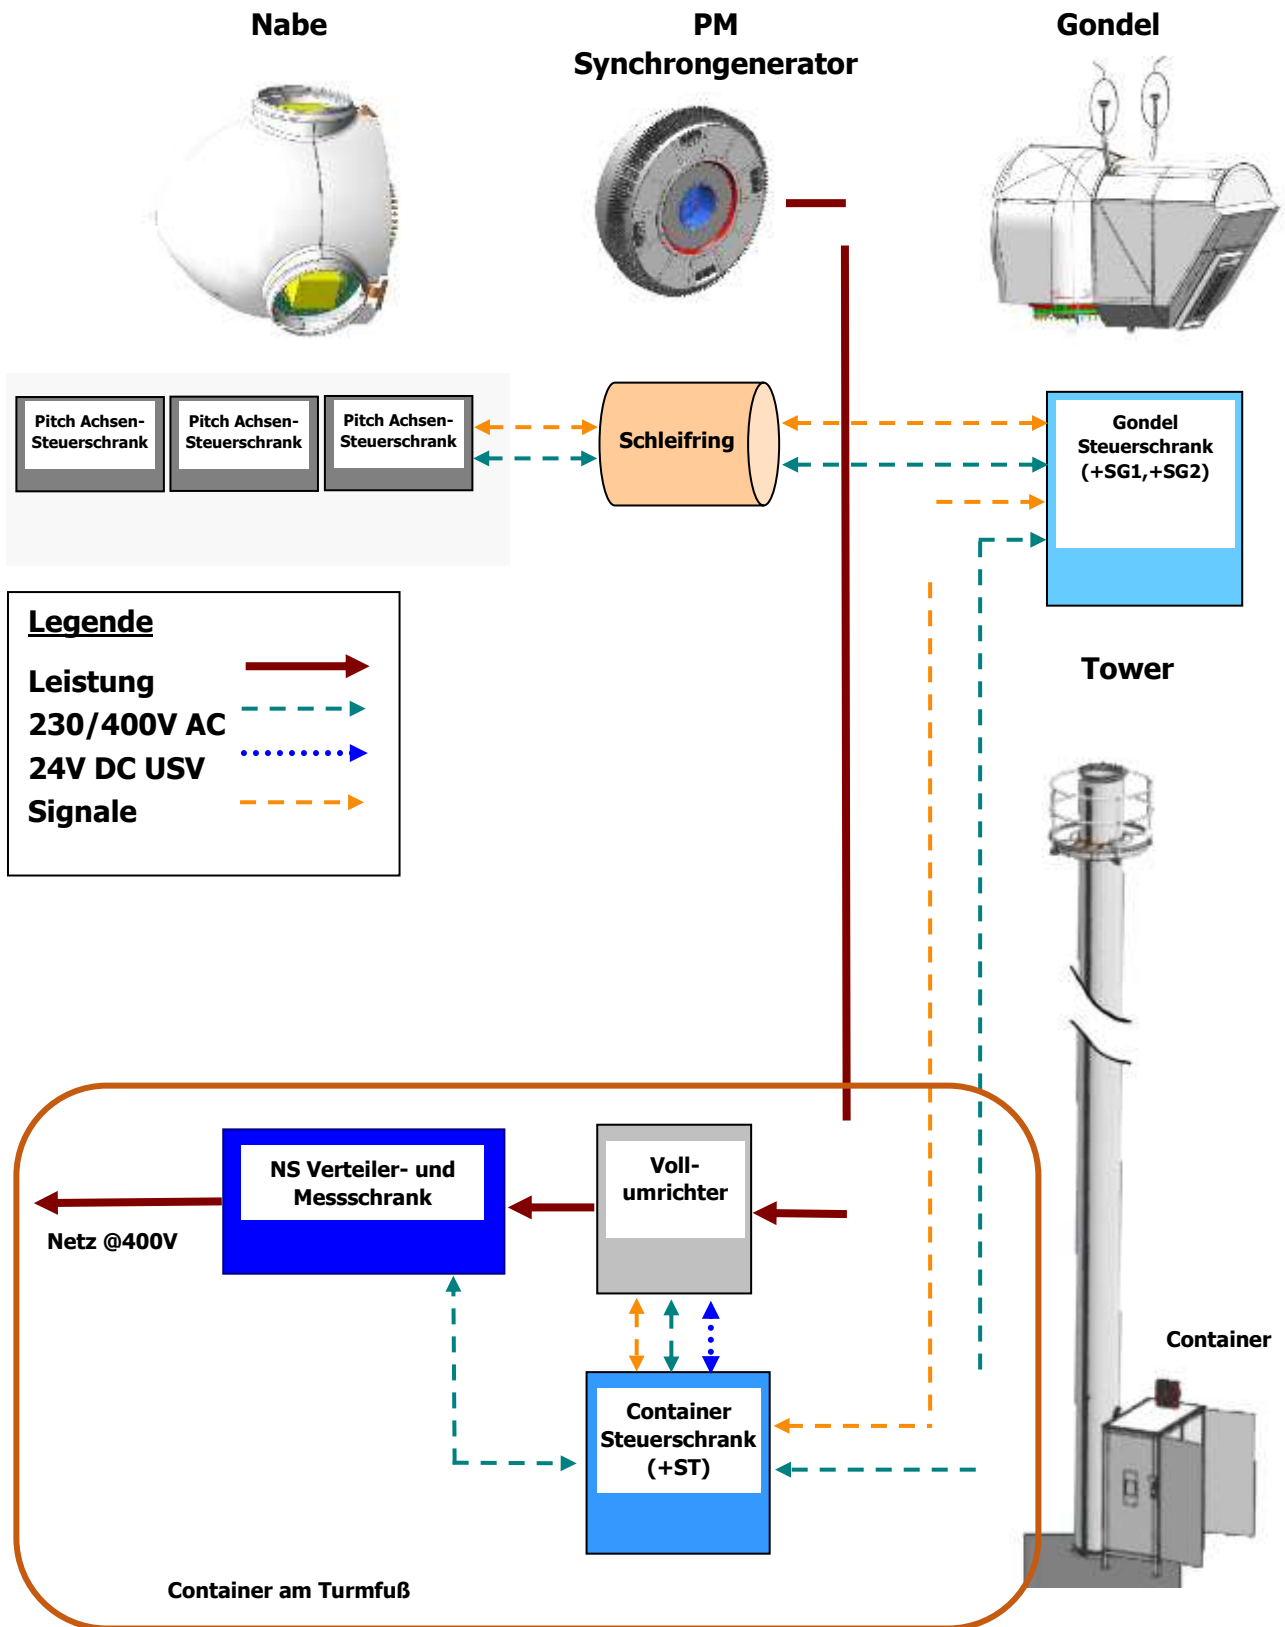 Nabe
PM
Synchrongenerator
Gondel
Pitch Achsen-
Steuerschrank
Pitch Achsen-
Steuerschrank
Pitch Achsen-
Steuerschrank
Schleifring
Gondel
Steuerschrank
(+SG1,+SG2)
Legende
Leistung
230/400V AC
24V DC USV
Signale
Tower
NS Verteiler- und
Messschrank
Voll-
umrichter
Netz @400V
Container
Container
Steuerschrank
(+ST)
Container am Turmfuß